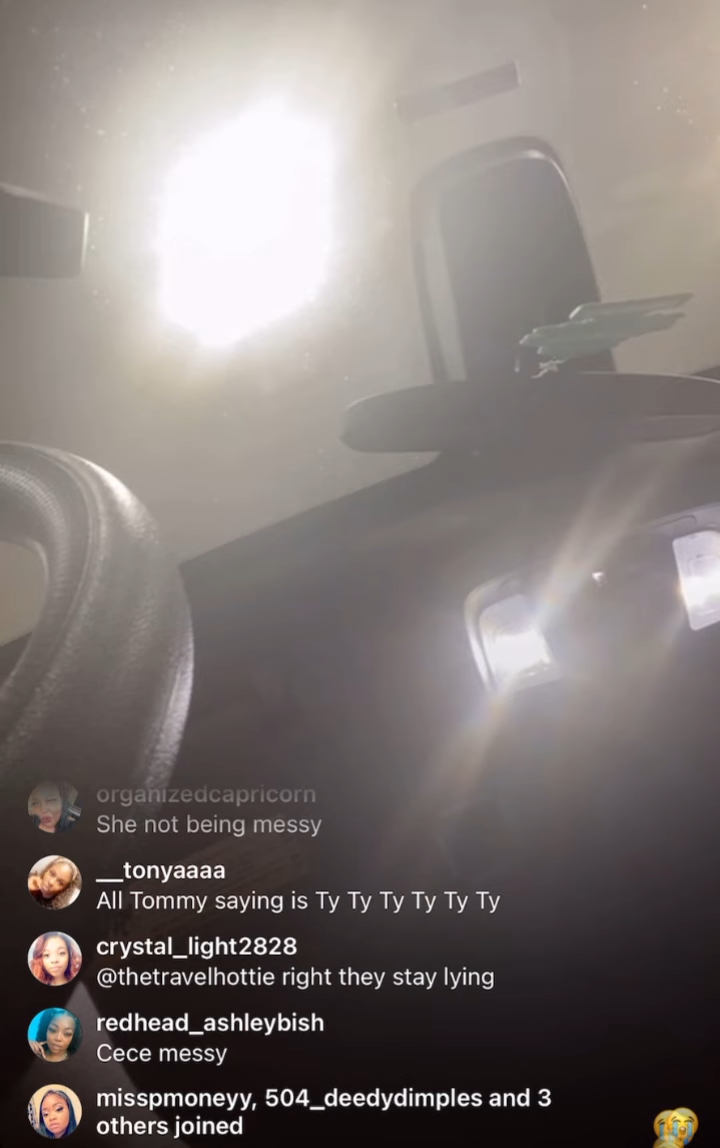 organizedcapricorn
She not being messy
__tonyaaaa
All Tommy saying is Ty Ty Ty Ty Ty Ty
crystal_light2828
@thetravelhottie right they stay lying
redhead_ashleybish
Cece messy
misspmoneyy, 504_deedydimples and 3
others joined